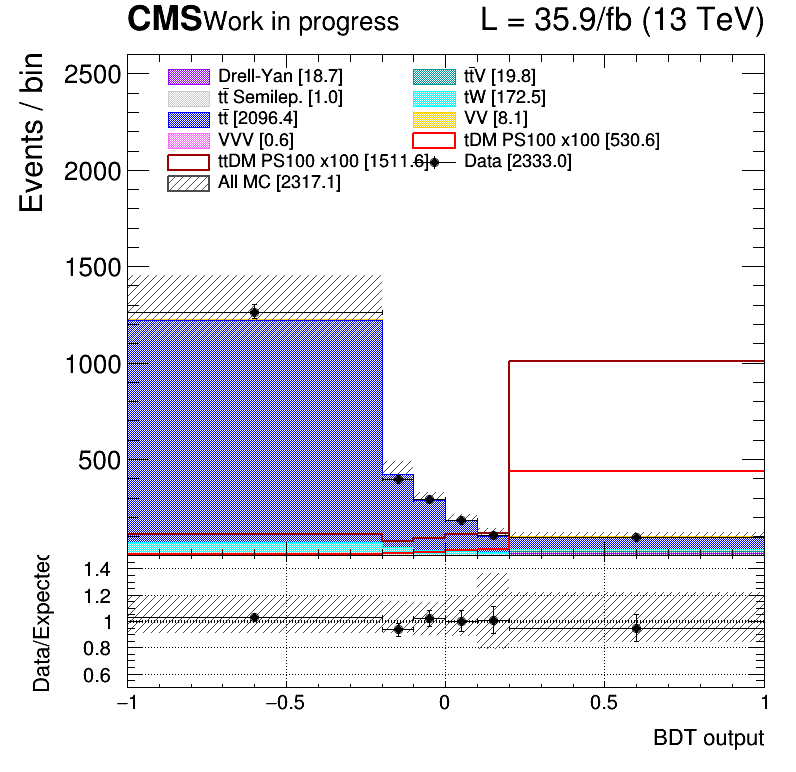 CMS Work in progress L = 35.9/fb (13 TeV)
Events / bin
2500
2000
1500
1000
500
Drell-Yan [18.7]
tt̄V [19.8]
tt̄ Semilep. [1.0]
tW [172.5]
tt̄ [2096.4]
VV [8.1]
VVV [0.6]
tDM PS100 x100 [530.6]
ttDM PS100 x100 [1511.6]
Data [2333.0]
All MC [2317.1]
Data/Expected
1.4
1.2
1
0.8
0.6
−1 −0.5 0 0.5 1
BDT output